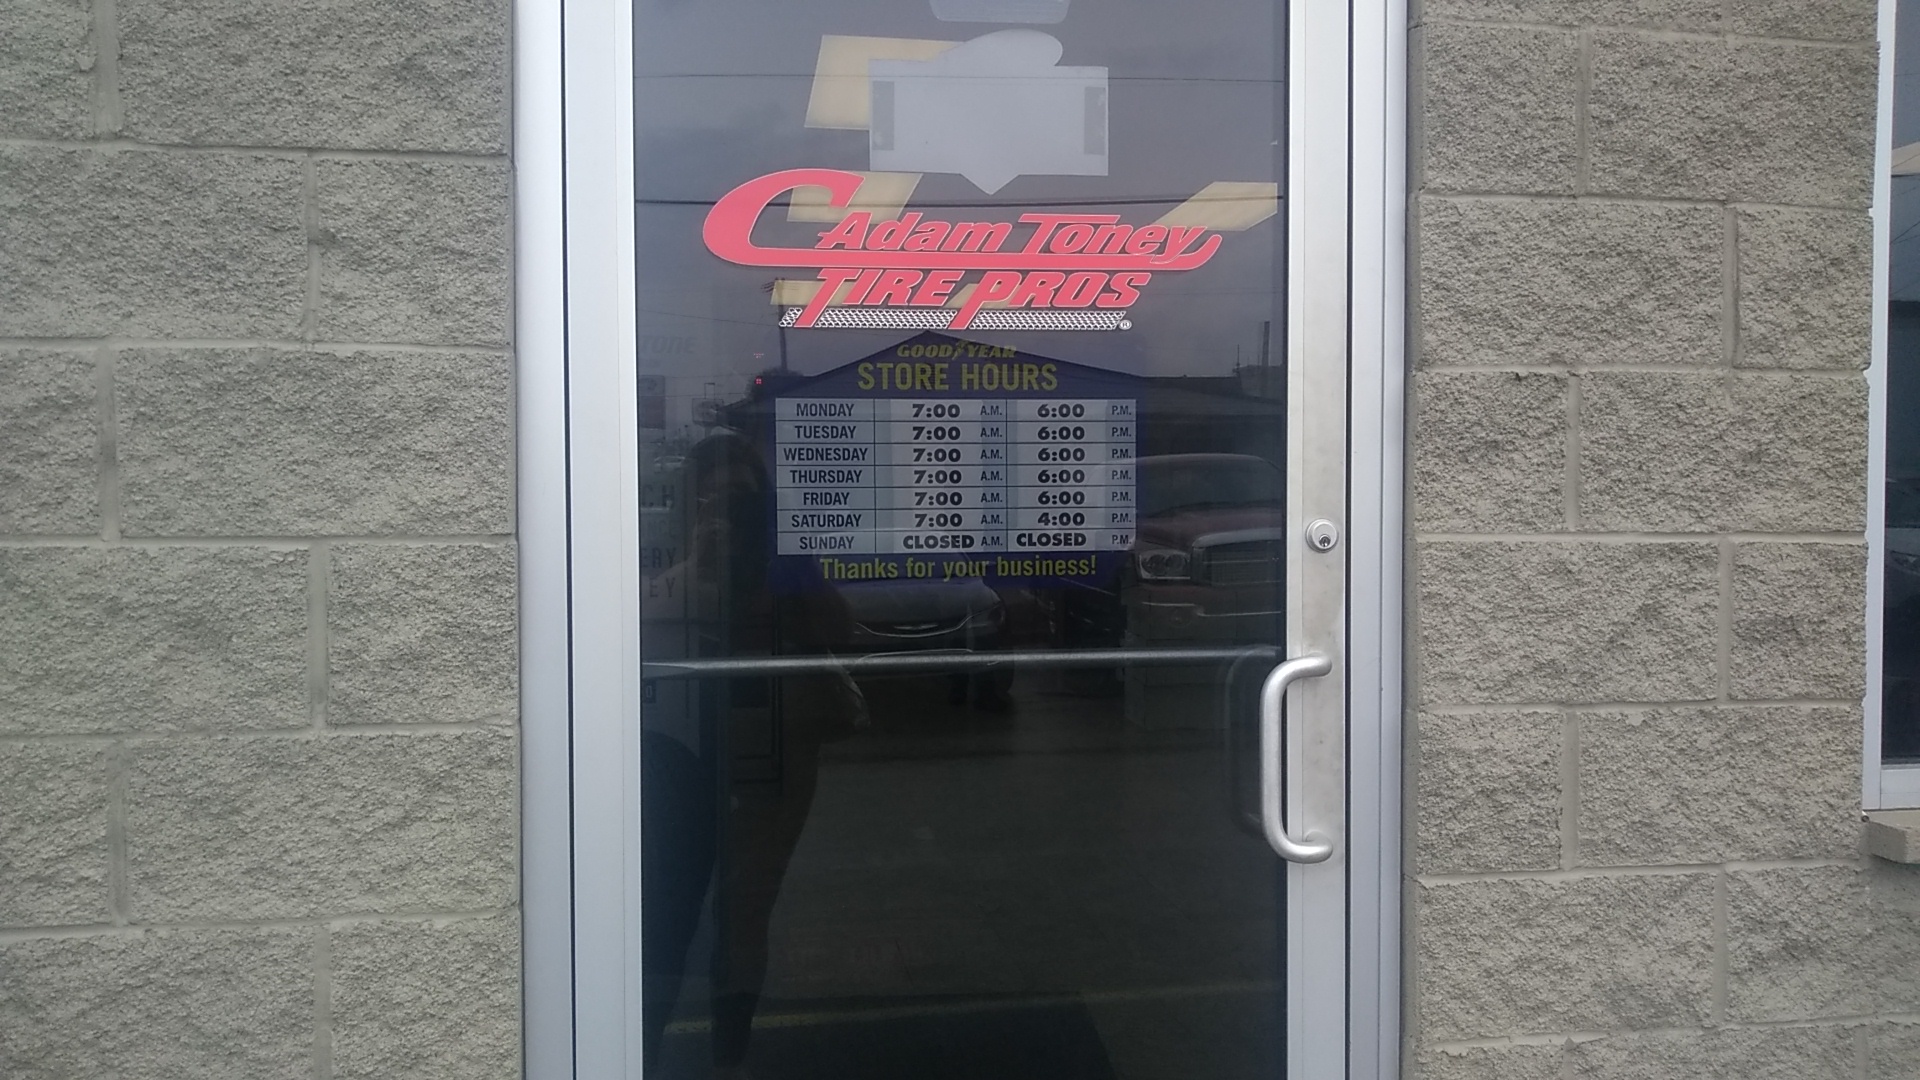 C Adam Toney
TIRE PROS
GOODYEAR
STORE HOURS
MONDAY 7:00 A.M. 6:00 P.M.
TUESDAY 7:00 A.M. 6:00 P.M.
WEDNESDAY 7:00 A.M. 6:00 P.M.
THURSDAY 7:00 A.M. 6:00 P.M.
FRIDAY 7:00 A.M. 6:00 P.M.
SATURDAY 7:00 A.M. 4:00 P.M.
SUNDAY CLOSED A.M. CLOSED P.M.
Thanks for your business!